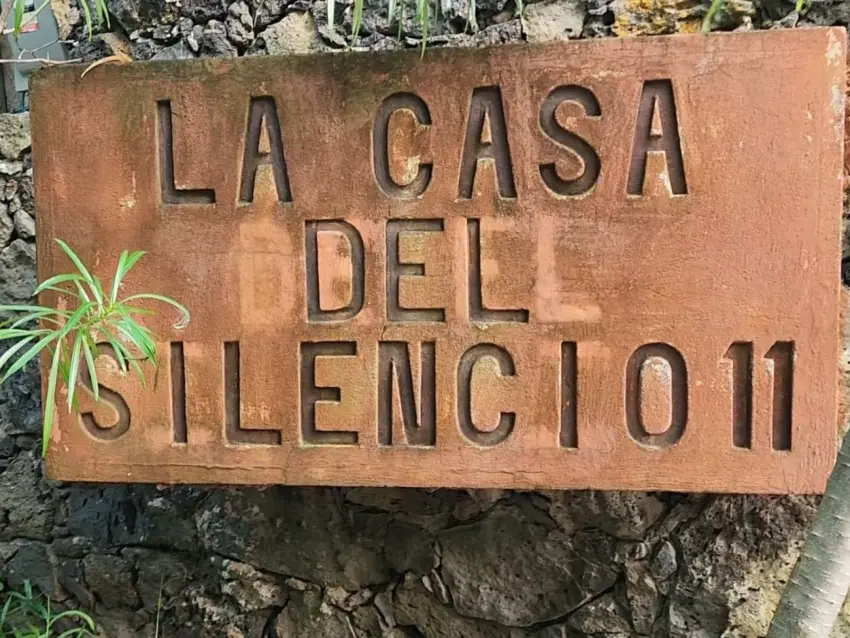 LA CASA
DEL
SILENCIO 11